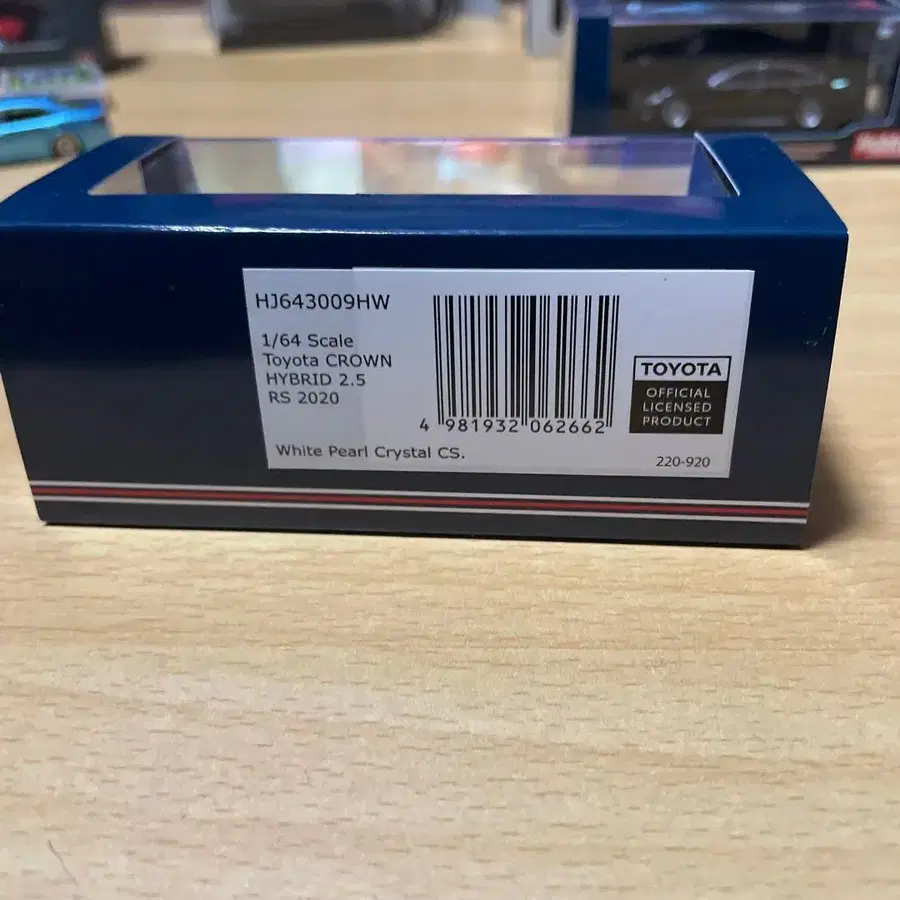 HJ643009HW
1/64 Scale
Toyota CROWN
HYBRID 2.5
RS 2020
White Pearl Crystal CS.
4 981932 062662
TOYOTA
OFFICIAL
LICENSED
PRODUCT
220-920